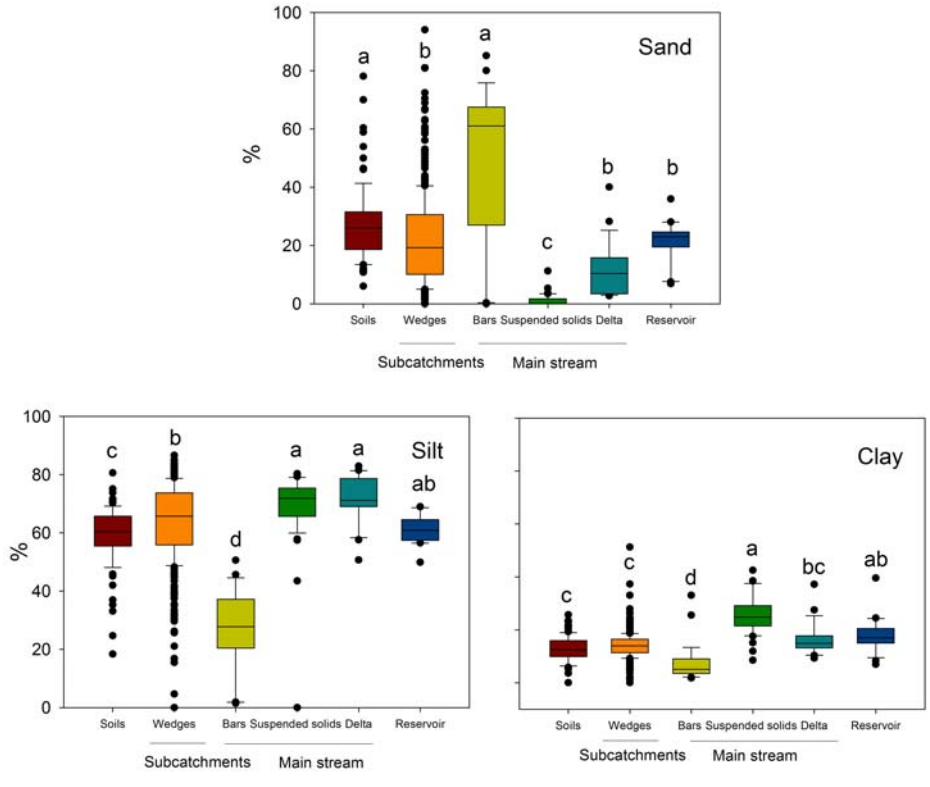 100
a
a
b
Sand
80
60
%
b
b
40
20
c
0
Soils Wedges Bars Suspended solids Delta Reservoir
Subcatchments Main stream
100
b
c a a Silt
80
ab
60
%
d
40
20
0
Soils Wedges Bars Suspended solids Delta Reservoir
Subcatchments Main stream
Clay
a
c ab
bc
c d
Soils Wedges Bars Suspended solids Delta Reservoir
Subcatchments Main stream